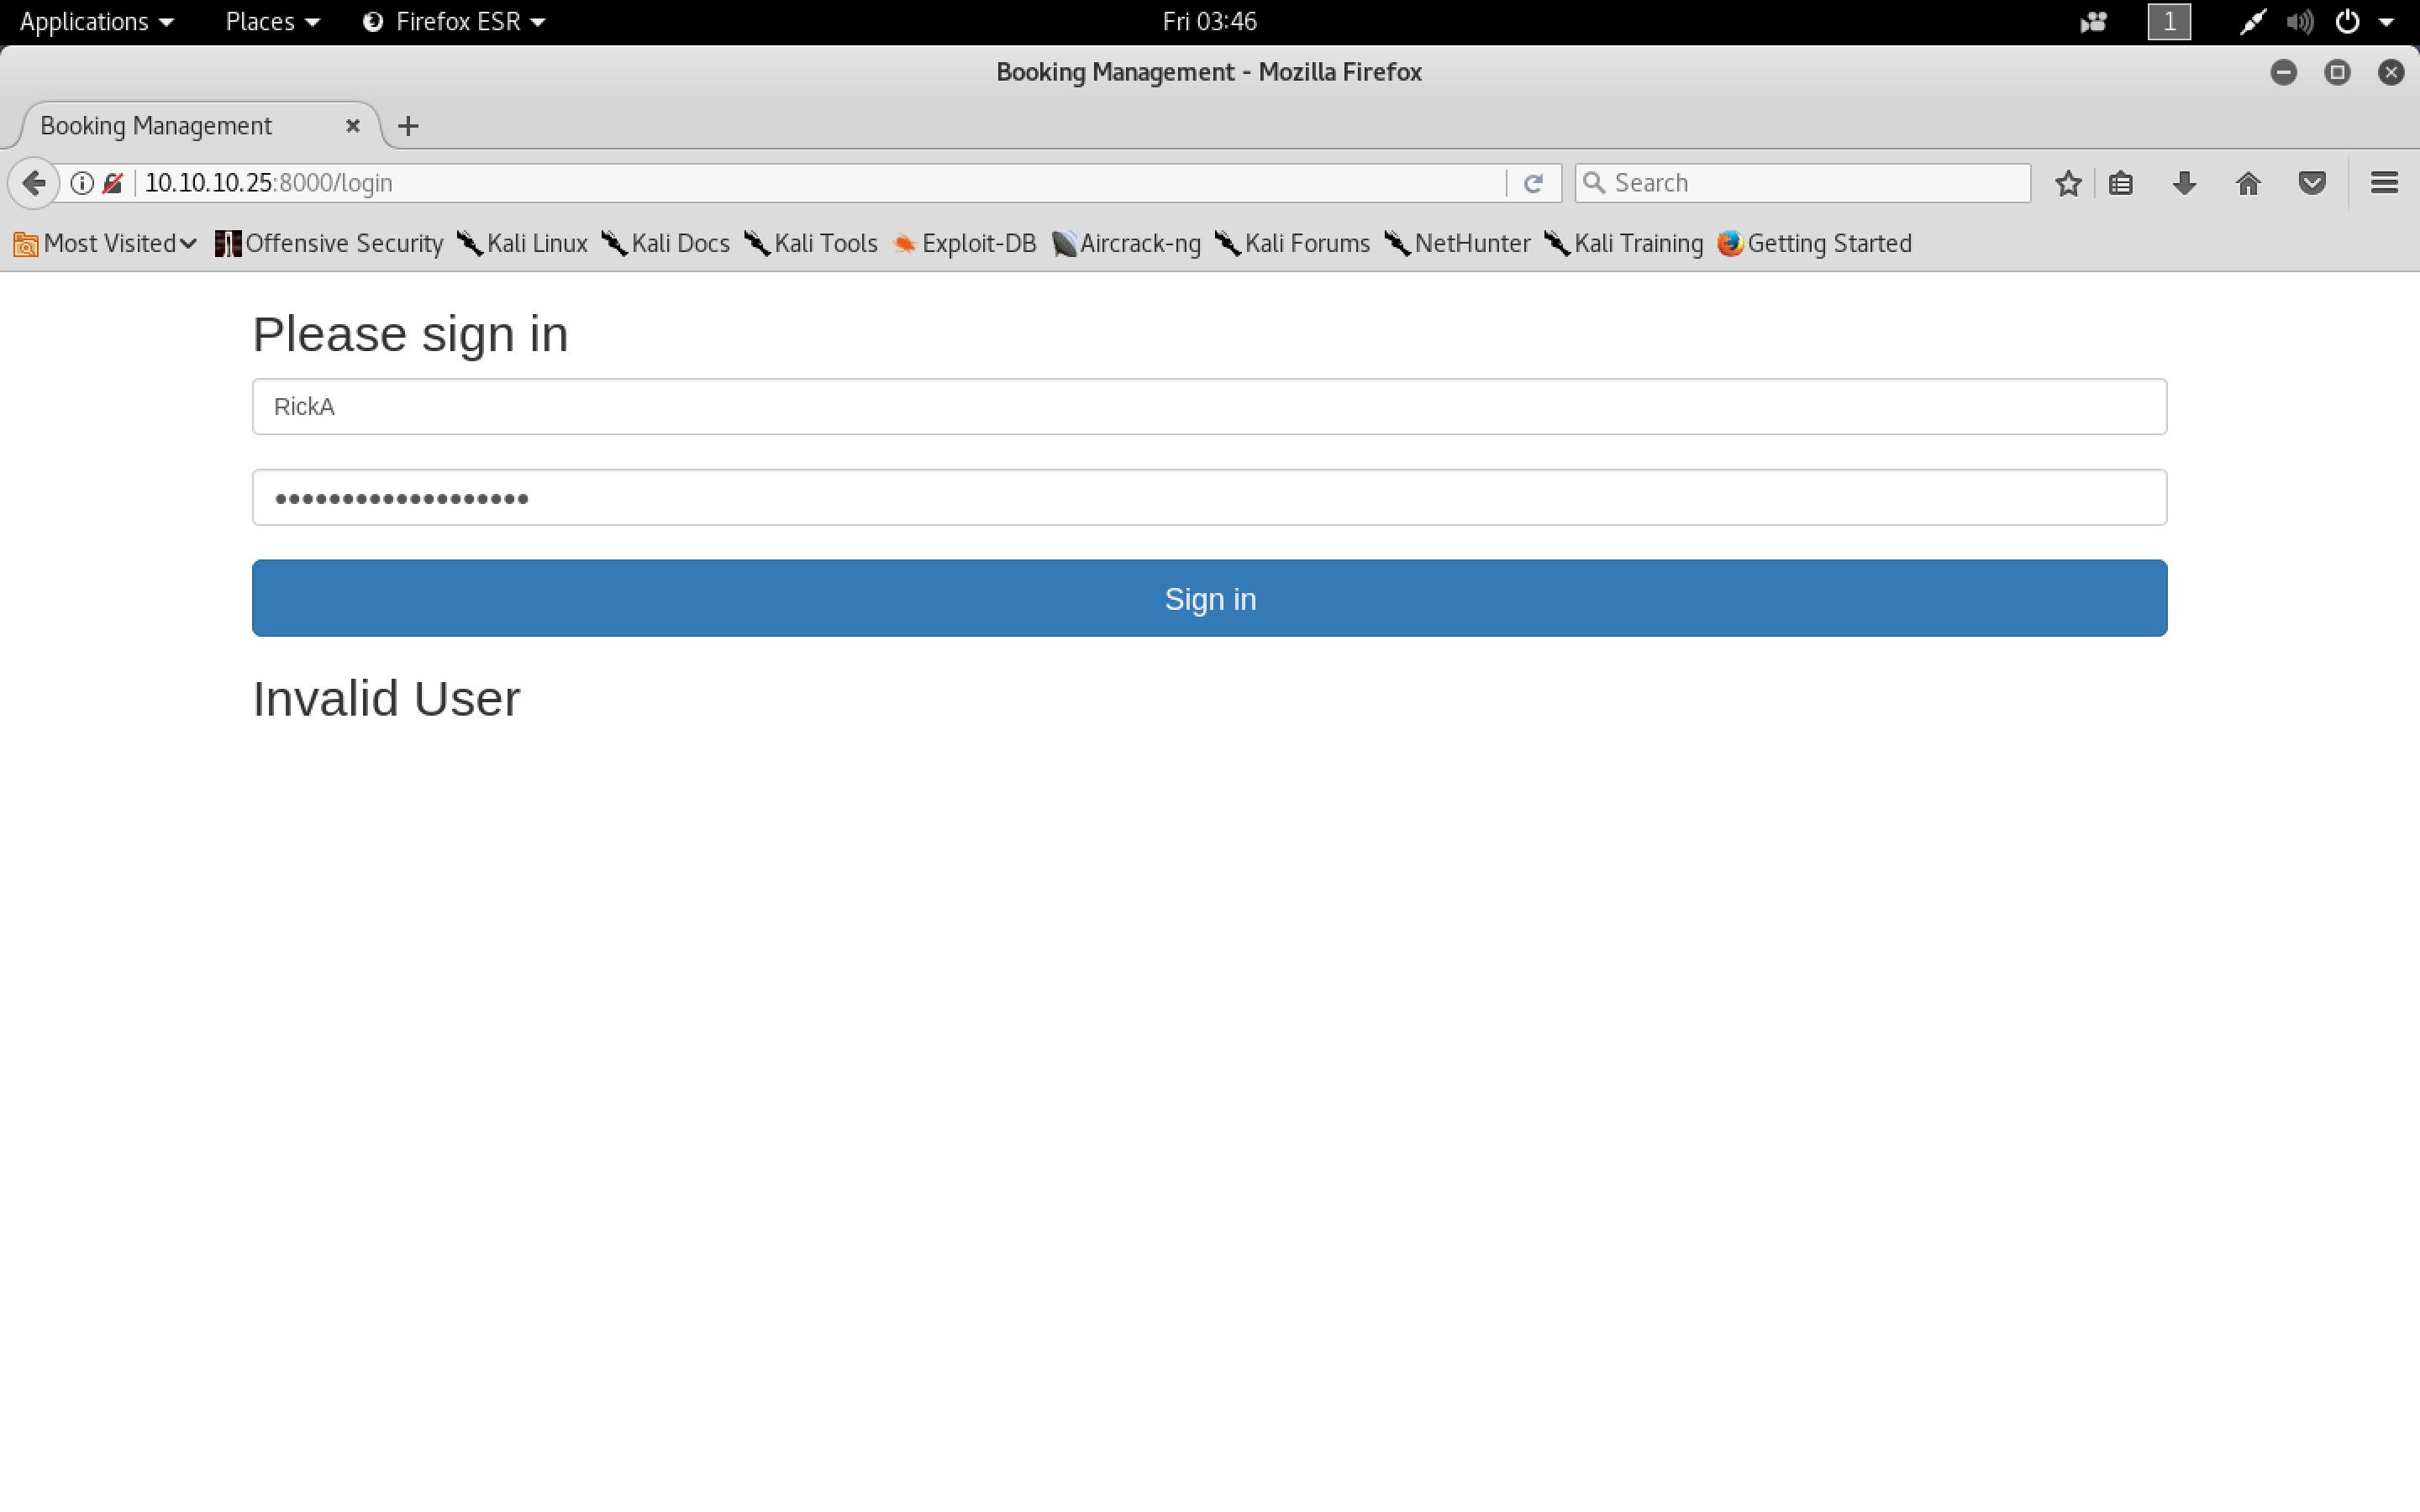 Applications Places Firefox ESR Fri 03:46 1
Booking Management - Mozilla Firefox
Booking Management
10.10.10.25:8000/login Search
Most Visited Offensive Security Kali Linux Kali Docs Kali Tools Exploit-DB Aircrack-ng Kali Forums NetHunter Kali Training Getting Started
Please sign in
RickA
•••••••••••••••••••
Sign in
Invalid User